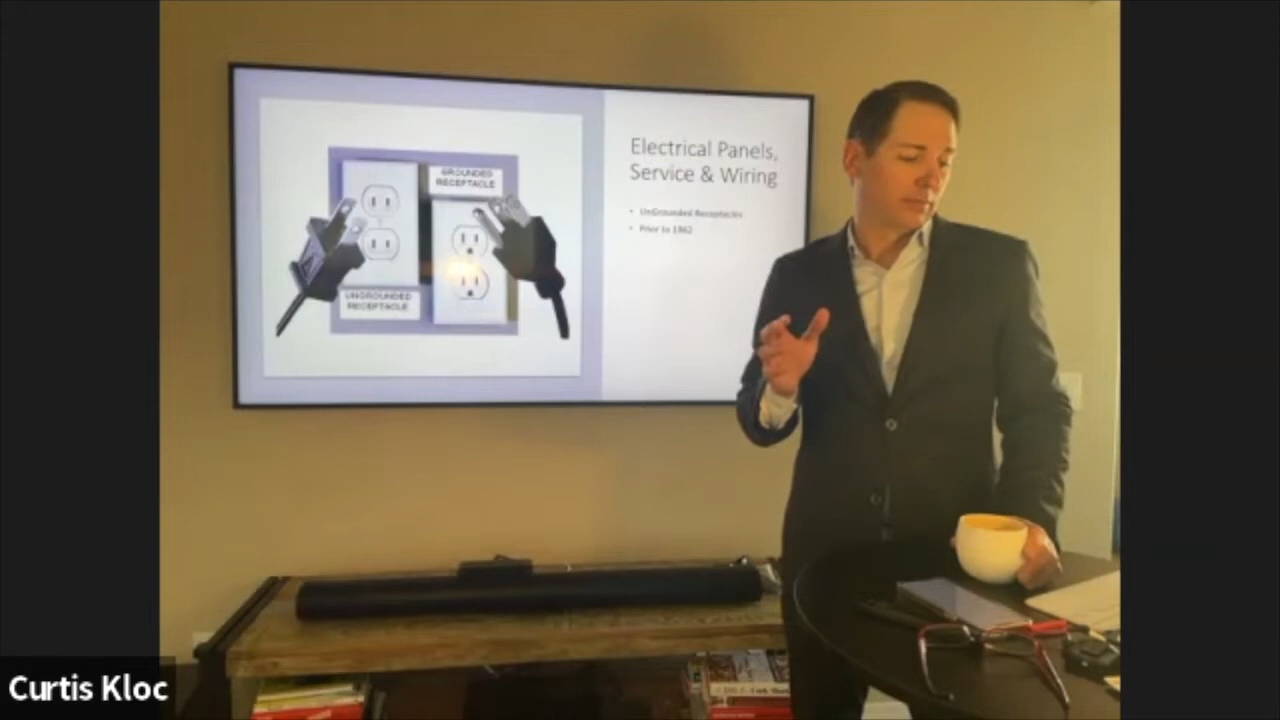 Electrical Panels,
Service & Wiring
• UnGrounded Receptacles
• Prior to 1962
GROUNDED
RECEPTACLE
UNGROUNDED
RECEPTACLE
Curtis Kloc